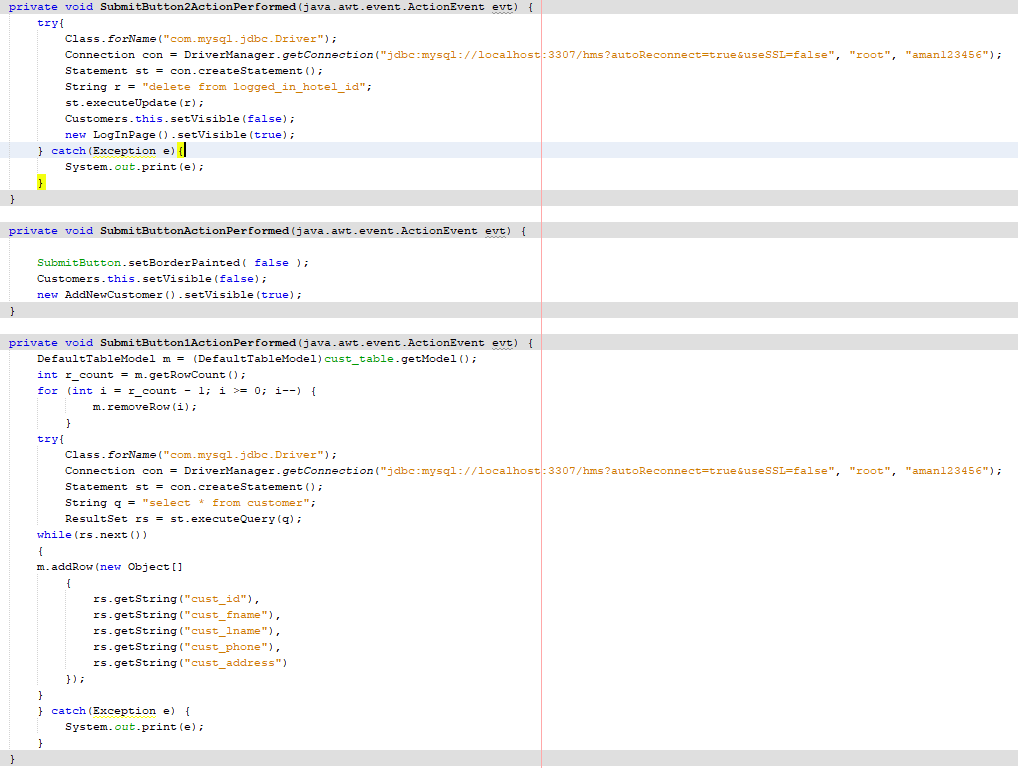 private void SubmitButton2ActionPerformed(java.awt.event.ActionEvent evt) {
try{
Class.forName("com.mysql.jdbc.Driver");
Connection con = DriverManager.getConnection("jdbc:mysql://localhost:3307/hms?autoReconnect=true&useSSL=false", "root", "aman123456");
Statement st = con.createStatement();
String r = "delete from logged_in_hotel_id";
st.executeUpdate(r);
Customers.this.setVisible(false);
new LogInPage().setVisible(true);
} catch(Exception e){
System.out.print(e);
}
}
private void SubmitButtonActionPerformed(java.awt.event.ActionEvent evt) {
SubmitButton.setBorderPainted( false );
Customers.this.setVisible(false);
new AddNewCustomer().setVisible(true);
}
private void SubmitButton1ActionPerformed(java.awt.event.ActionEvent evt) {
DefaultTableModel m = (DefaultTableModel)cust_table.getModel();
int r_count = m.getRowCount();
for (int i = r_count - 1; i >= 0; i--) {
m.removeRow(i);
}
try{
Class.forName("com.mysql.jdbc.Driver");
Connection con = DriverManager.getConnection("jdbc:mysql://localhost:3307/hms?autoReconnect=true&useSSL=false", "root", "aman123456");
Statement st = con.createStatement();
String q = "select * from customer";
ResultSet rs = st.executeQuery(q);
while(rs.next())
{
m.addRow(new Object[]
{
rs.getString("cust_id"),
rs.getString("cust_fname"),
rs.getString("cust_lname"),
rs.getString("cust_phone"),
rs.getString("cust_address")
});
}
} catch(Exception e) {
System.out.print(e);
}
}